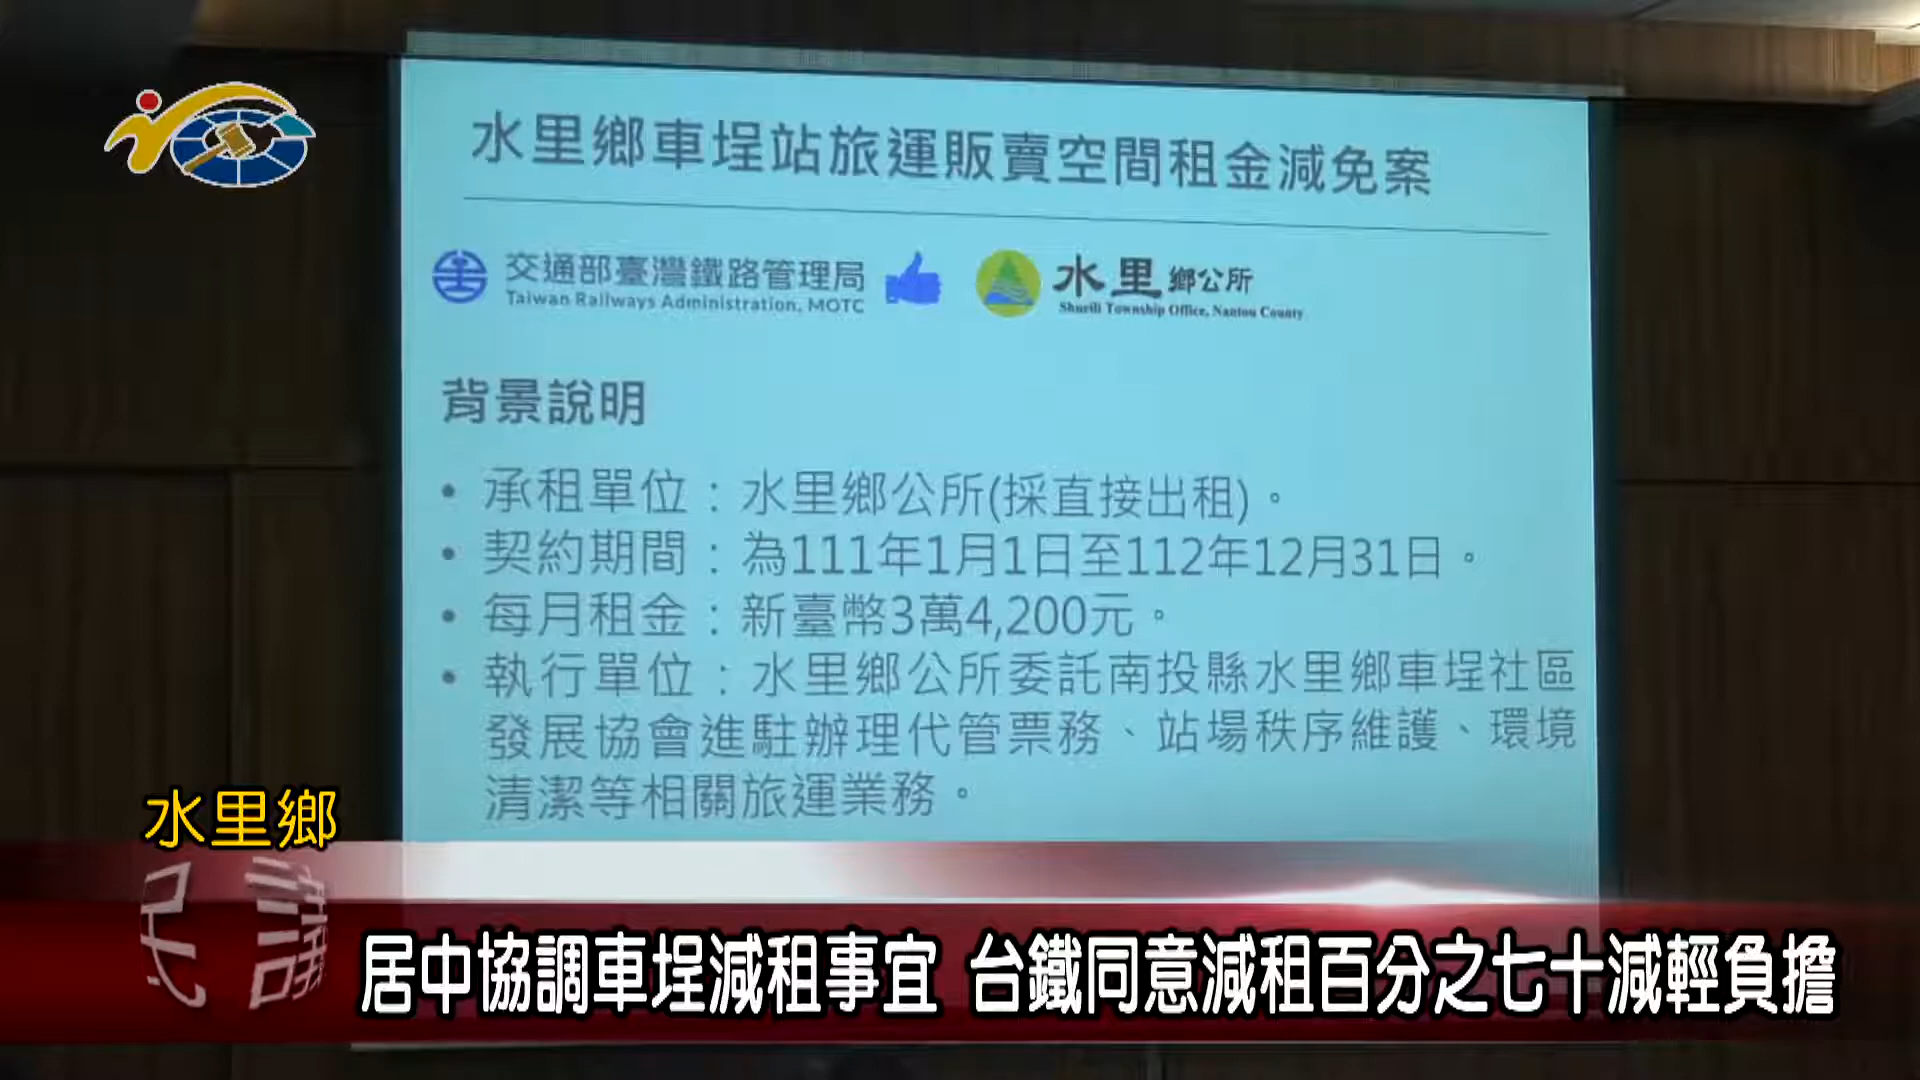 水里鄉車埕站旅運販賣空間租金減免案
交通部臺灣鐵路管理局
Taiwan Railways Administration, MOTC
水里鄉公所
Shueili Township Office, Nantou County
背景說明
• 承租單位：水里鄉公所(採直接出租)。
• 契約期間：為111年1月1日至112年12月31日。
• 每月租金：新臺幣3萬4,200元。
• 執行單位：水里鄉公所委託南投縣水里鄉車埕社區
發展協會進駐辦理代管票務、站場秩序維護、環境
清潔等相關旅運業務。
水里鄉
居中協調車埕減租事宜 台鐵同意減租百分之七十減輕負擔